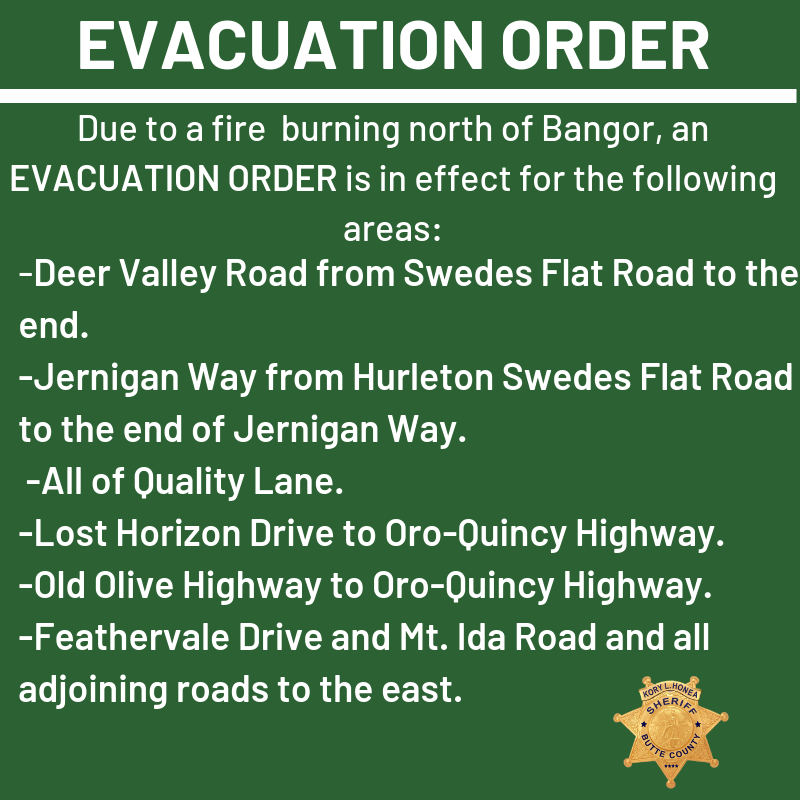 EVACUATION ORDER
Due to a fire  burning north of Bangor, an
EVACUATION ORDER is in effect for the following
areas:
-Deer Valley Road from Swedes Flat Road to the
end.
-Jernigan Way from Hurleton Swedes Flat Road
to the end of Jernigan Way.
-All of Quality Lane.
-Lost Horizon Drive to Oro-Quincy Highway.
-Old Olive Highway to Oro-Quincy Highway.
-Feathervale Drive and Mt. Ida Road and all
adjoining roads to the east.
KORY L. HONEA
SHERIFF
BUTTE COUNTY